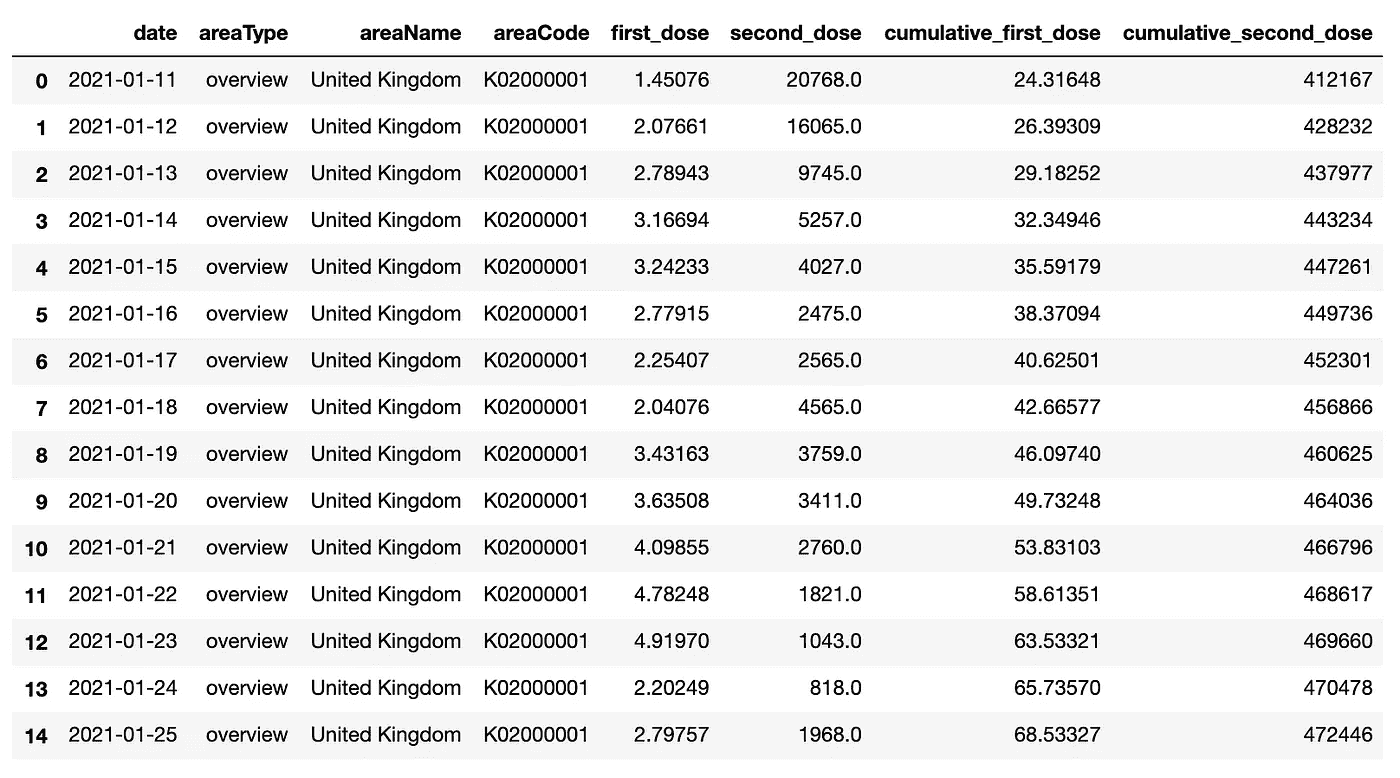 date areaType areaName areaCode first_dose second_dose cumulative_first_dose cumulative_second_dose
0 2021-01-11 overview United Kingdom K02000001 1.45076 20768.0 24.31648 412167
1 2021-01-12 overview United Kingdom K02000001 2.07661 16065.0 26.39309 428232
2 2021-01-13 overview United Kingdom K02000001 2.78943 9745.0 29.18252 437977
3 2021-01-14 overview United Kingdom K02000001 3.16694 5257.0 32.34946 443234
4 2021-01-15 overview United Kingdom K02000001 3.24233 4027.0 35.59179 447261
5 2021-01-16 overview United Kingdom K02000001 2.77915 2475.0 38.37094 449736
6 2021-01-17 overview United Kingdom K02000001 2.25407 2565.0 40.62501 452301
7 2021-01-18 overview United Kingdom K02000001 2.04076 4565.0 42.66577 456866
8 2021-01-19 overview United Kingdom K02000001 3.43163 3759.0 46.09740 460625
9 2021-01-20 overview United Kingdom K02000001 3.63508 3411.0 49.73248 464036
10 2021-01-21 overview United Kingdom K02000001 4.09855 2760.0 53.83103 466796
11 2021-01-22 overview United Kingdom K02000001 4.78248 1821.0 58.61351 468617
12 2021-01-23 overview United Kingdom K02000001 4.91970 1043.0 63.53321 469660
13 2021-01-24 overview United Kingdom K02000001 2.20249 818.0 65.73570 470478
14 2021-01-25 overview United Kingdom K02000001 2.79757 1968.0 68.53327 472446